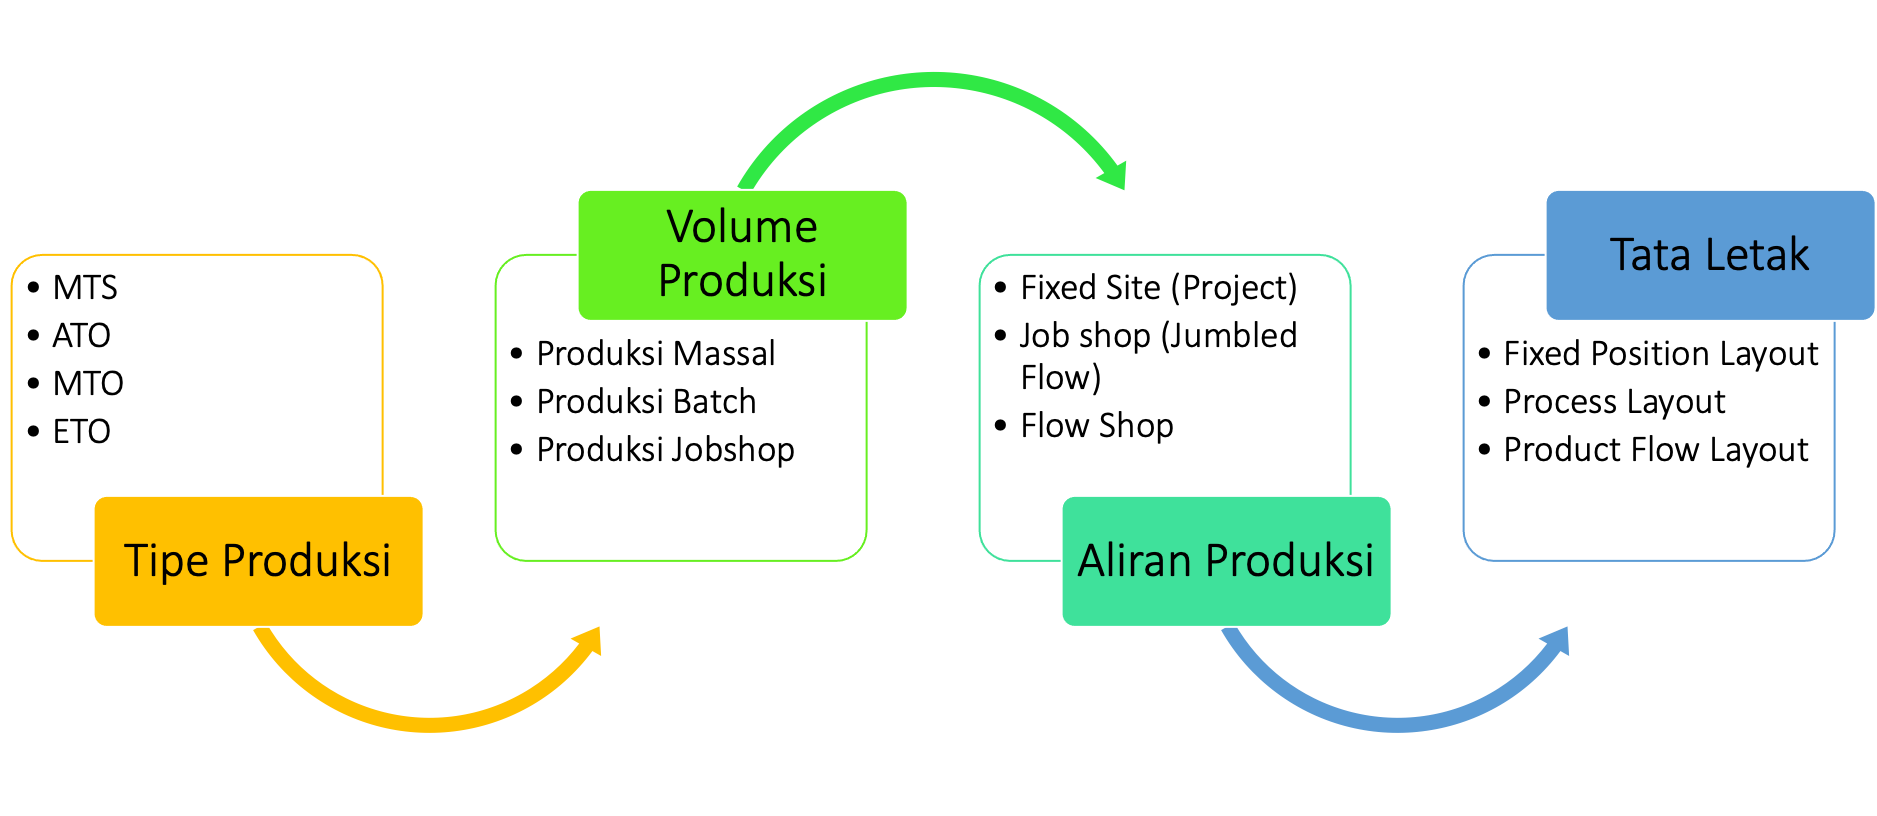 • MTS
• ATO
• MTO
• ETO
Tipe Produksi
Volume
Produksi
• Produksi Massal
• Produksi Batch
• Produksi Jobshop
• Fixed Site (Project)
• Job shop (Jumbled
Flow)
• Flow Shop
Aliran Produksi
Tata Letak
• Fixed Position Layout
• Process Layout
• Product Flow Layout